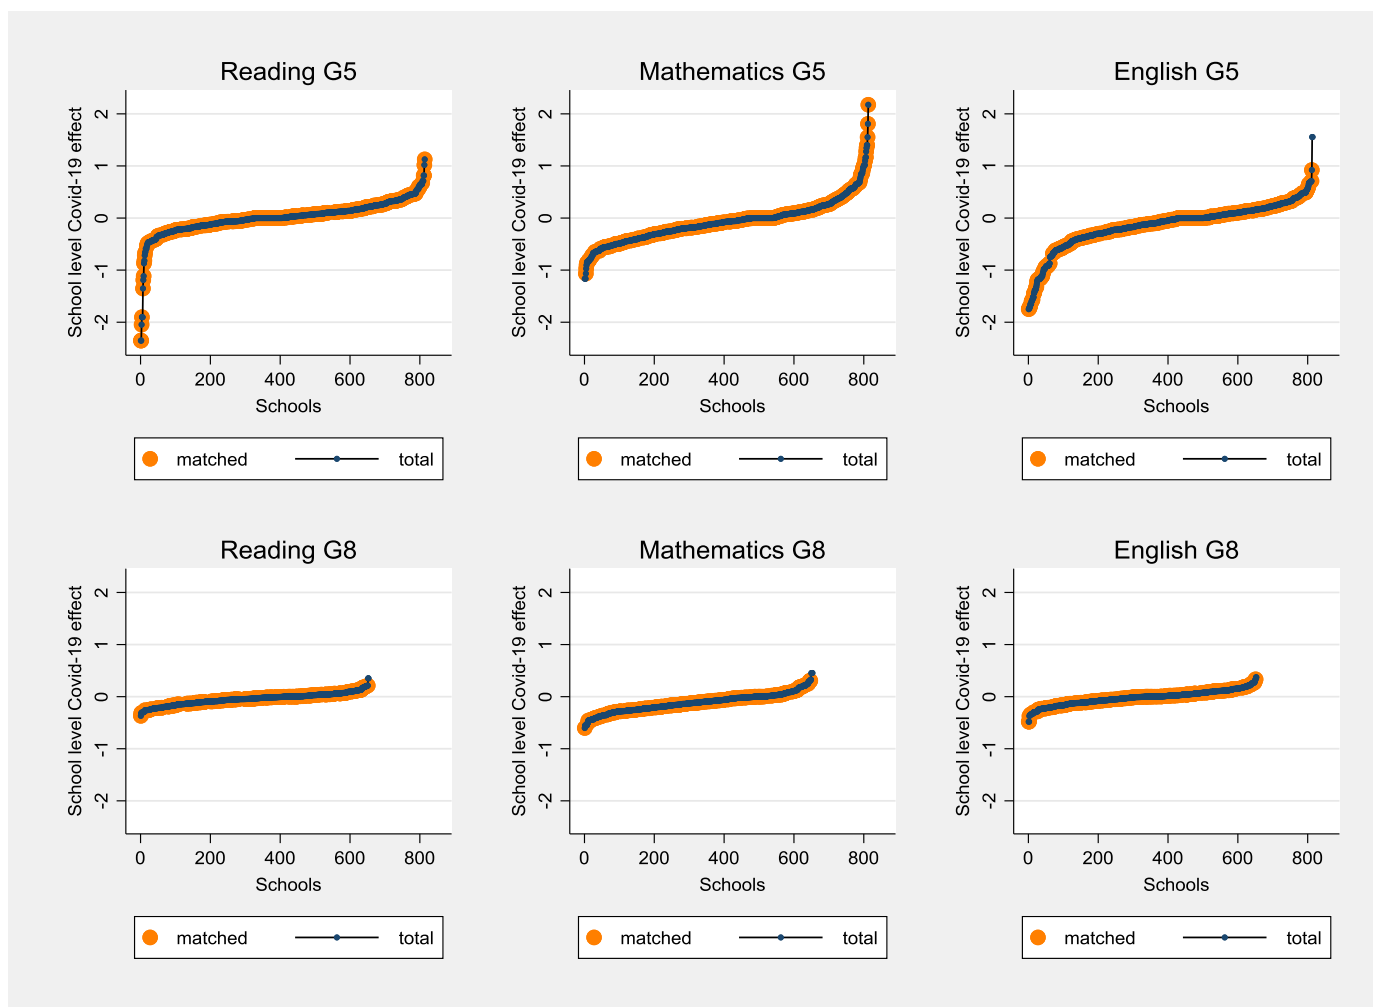 Reading G5
School level Covid-19 effect
2
1
0
-1
-2
0 200 400 600 800
Schools
matched total
Mathematics G5
School level Covid-19 effect
2
1
0
-1
-2
0 200 400 600 800
Schools
matched total
English G5
School level Covid-19 effect
2
1
0
-1
-2
0 200 400 600 800
Schools
matched total
Reading G8
School level Covid-19 effect
2
1
0
-1
-2
0 200 400 600 800
Schools
matched total
Mathematics G8
School level Covid-19 effect
2
1
0
-1
-2
0 200 400 600 800
Schools
matched total
English G8
School level Covid-19 effect
2
1
0
-1
-2
0 200 400 600 800
Schools
matched total